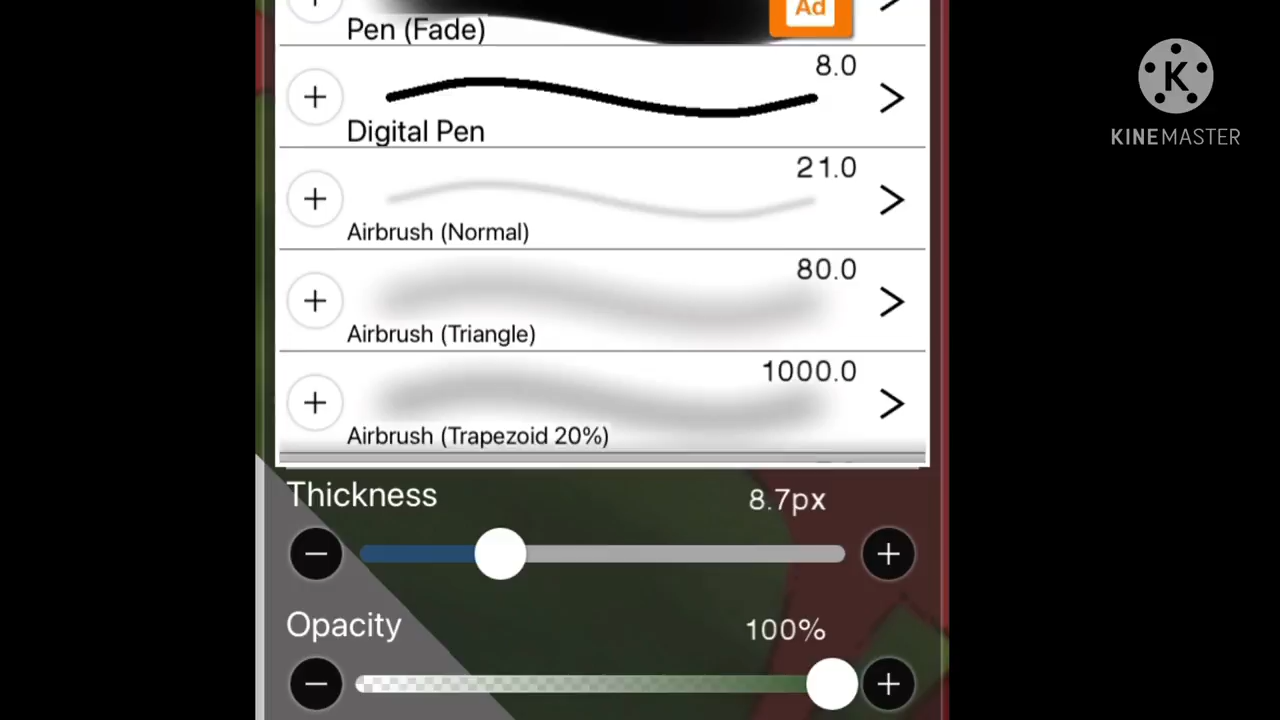 Ad
Pen (Fade)
8.0
Digital Pen
21.0
Airbrush (Normal)
80.0
Airbrush (Triangle)
1000.0
Airbrush (Trapezoid 20%)
Thickness
8.7px
Opacity
100%
K
KINEMASTER